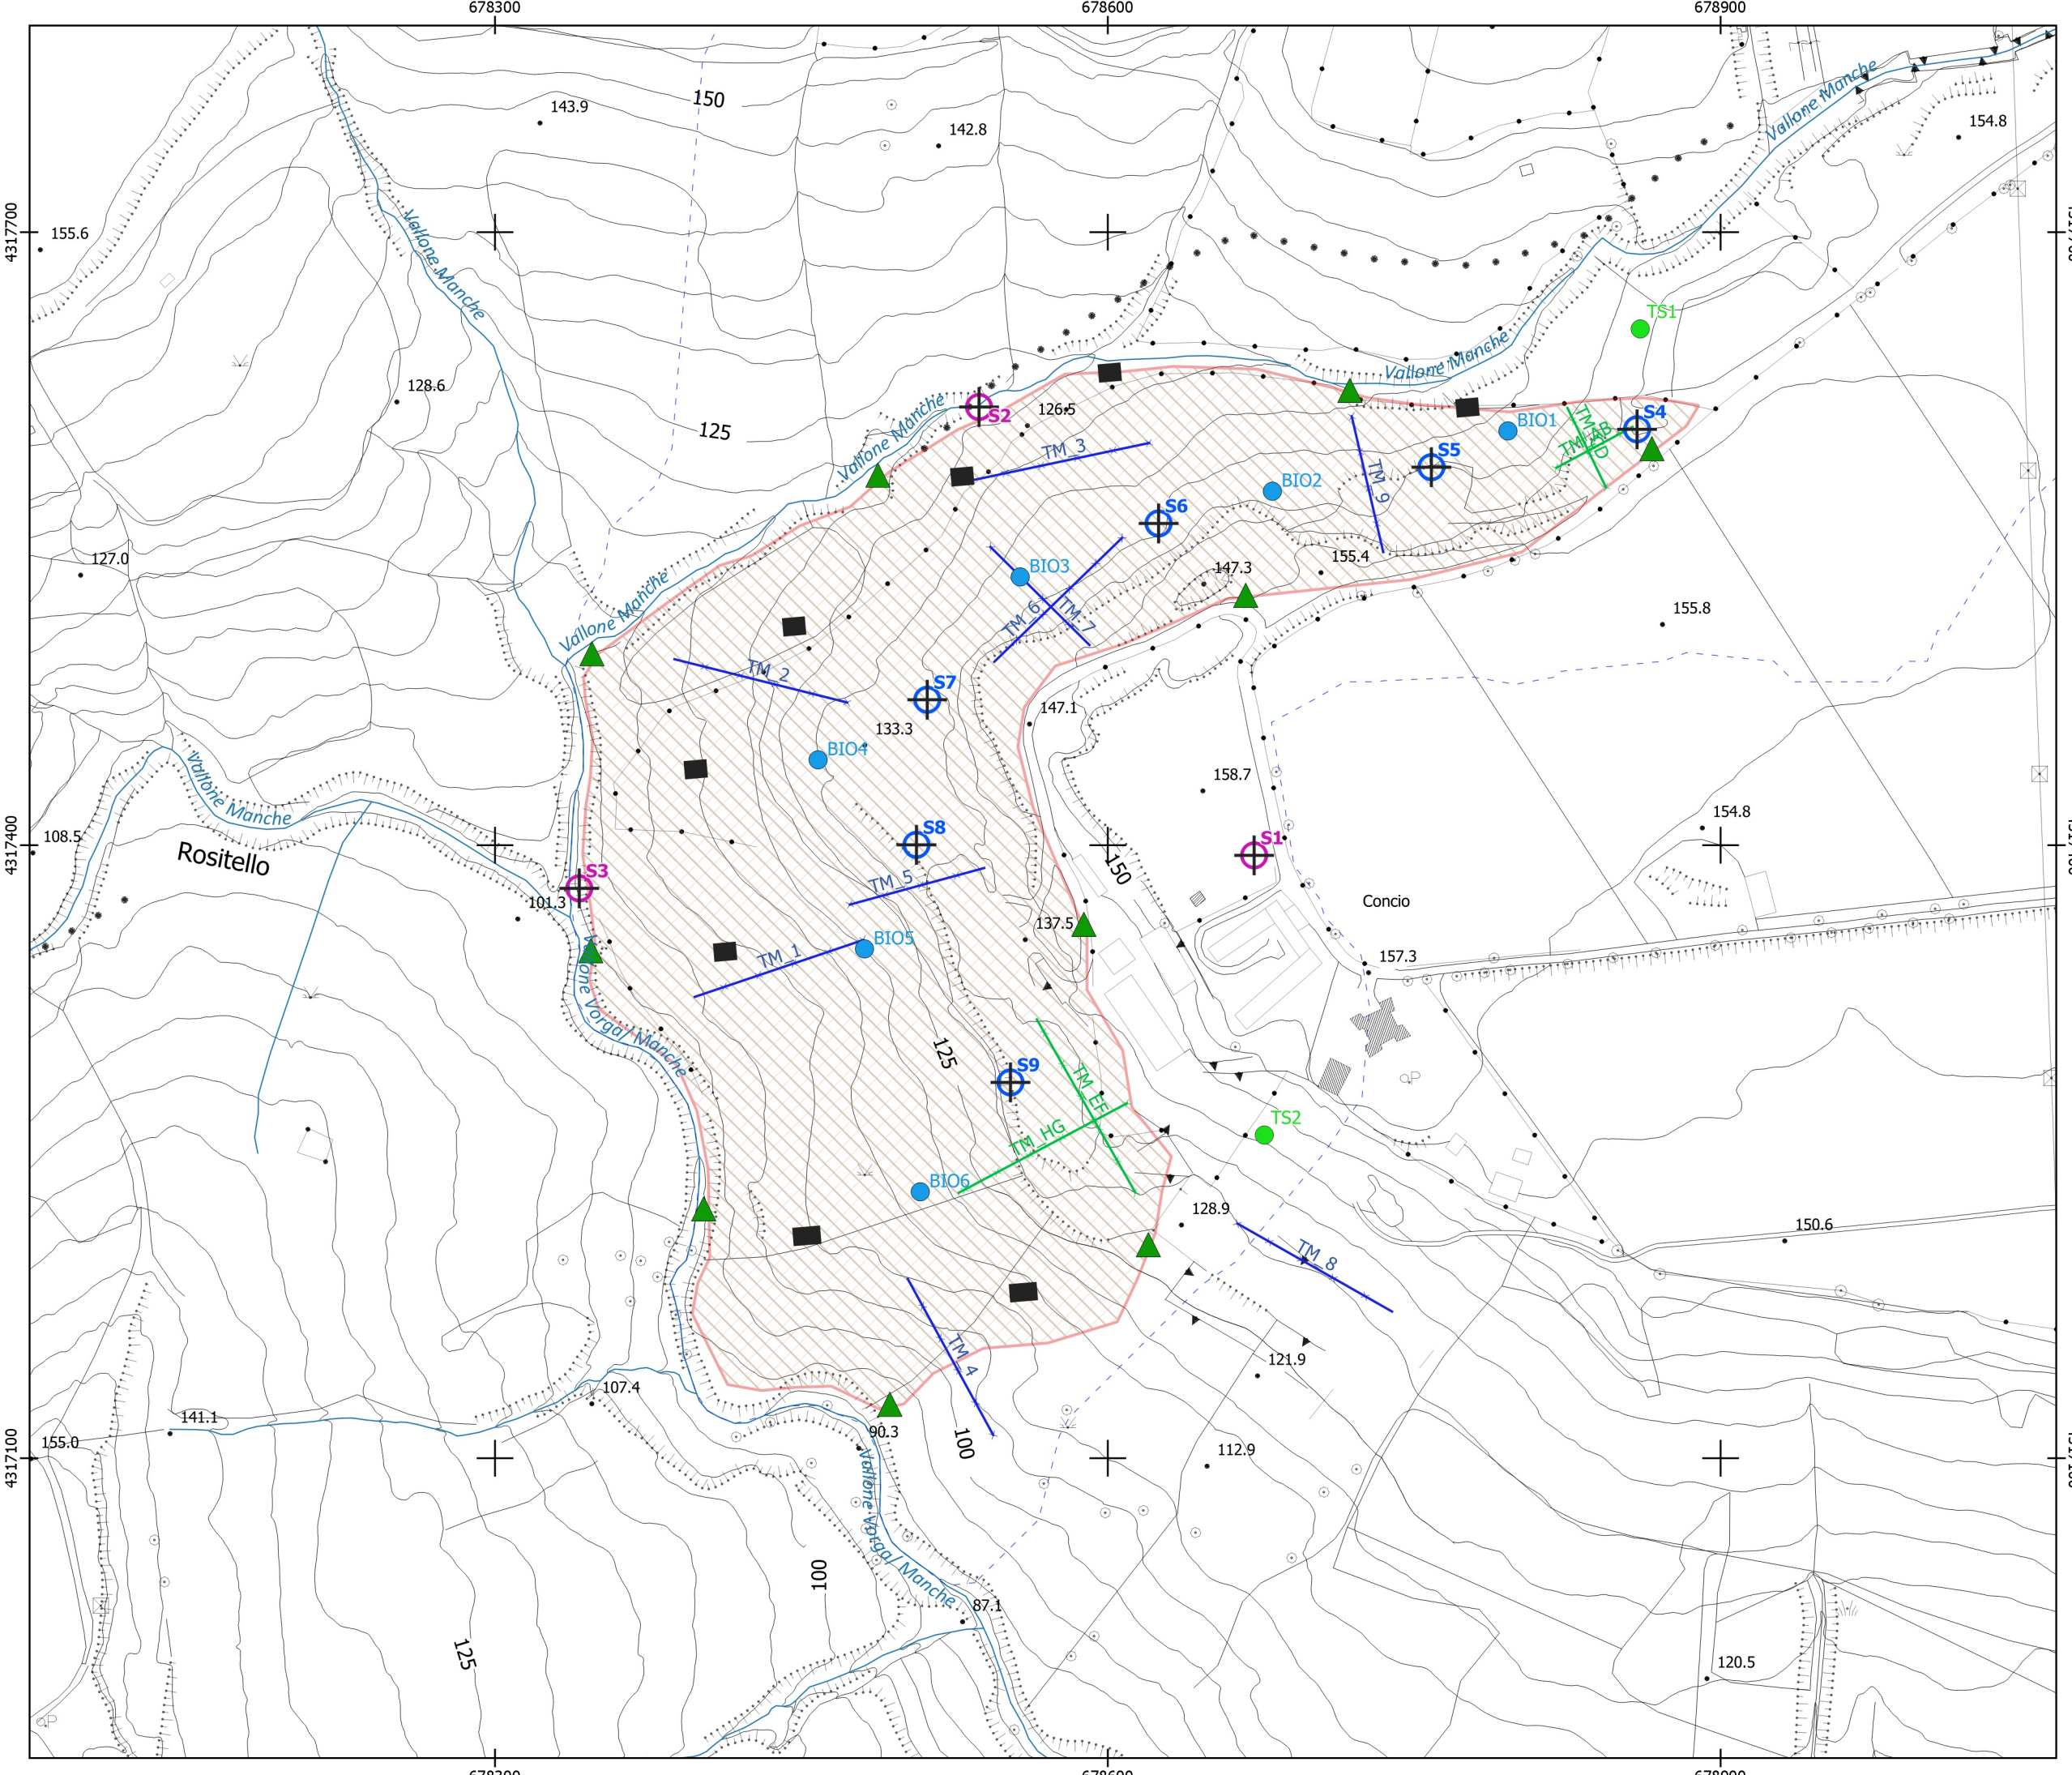 678300
678600
678900
150
143.9
142.8
Vallone Manche
154.8
4317700
155.6
Vallone Manche
TS1
Vallone Manche
128.6
Vallone Manche
S2
126.5
125
TM_3
BIO1
S4
TM_AB
S5
TM_9
BIO2
S6
127.0
155.4
147.3
BIO3
Vallone Manche
TM_6
TM_7
155.8
TM_2
S7
147.1
133.3
BIO4
158.7
Vallone Manche
154.8
4317400
108.5
S8
S1
Rositello
150
S3
TM_5
101.3
Concio
137.5
BIO5
TM_1
157.3
Vallone Vorga/ Manche
125
S9
TM_EF
TS2
TM_HG
BIO6
128.9
150.6
TM_8
TM_4
121.9
107.4
141.1
90.3
155.0
100
112.9
4317100
Vallone Vorga/ Manche
100
87.1
125
120.5